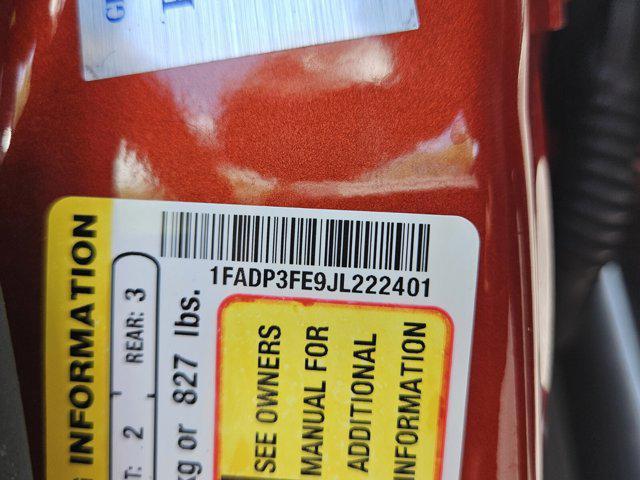 1FADP3FE9JL222401
INFORMATION
2 REAR: 3
kg or 827 lbs.
SEE OWNERS
MANUAL FOR
ADDITIONAL
INFORMATION